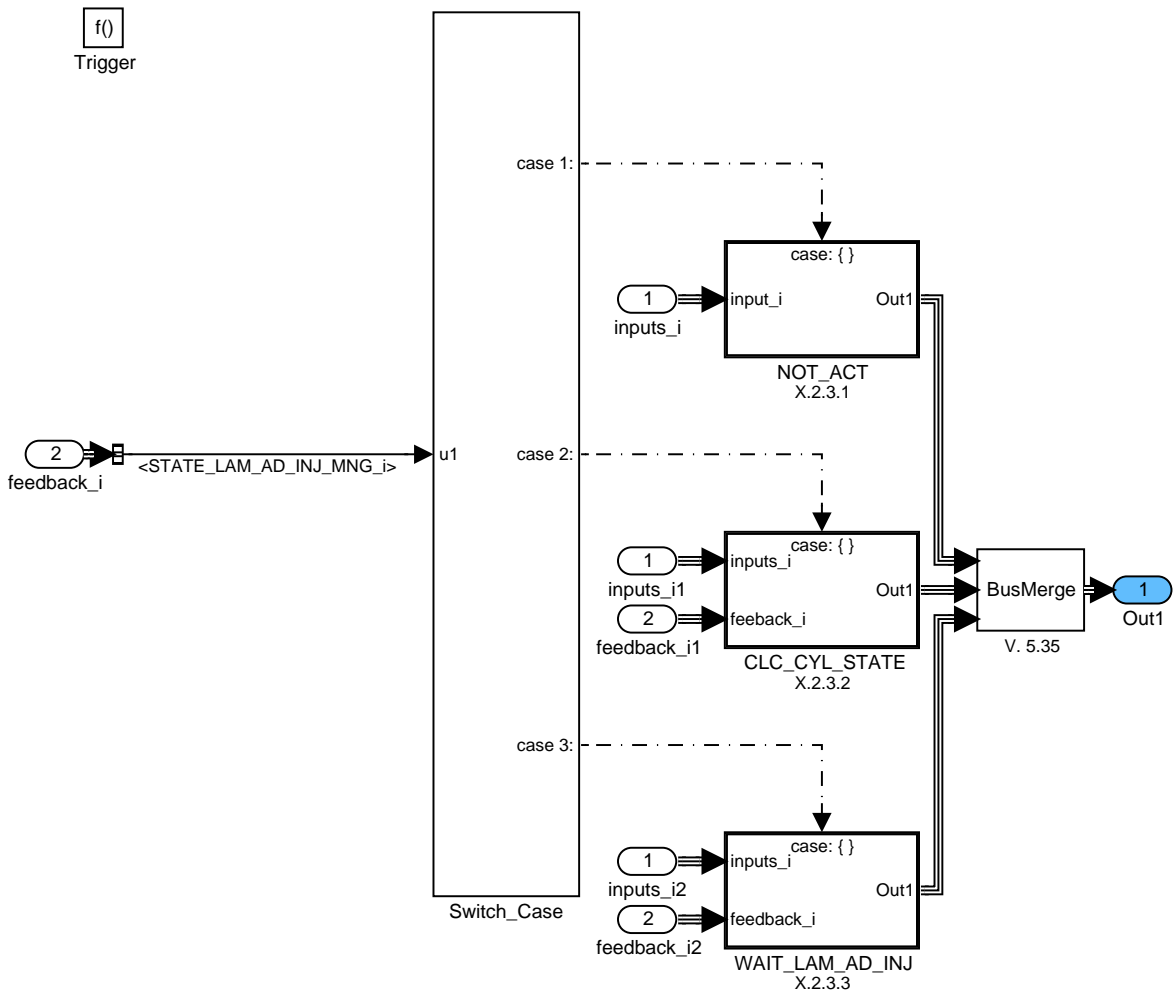 f()
Trigger
case 1:
case: { }
1
input_i
Out1
inputs_i
NOT_ACT
X.2.3.1
2
feedback_i
<STATE_LAM_AD_INJ_MNG_i>
u1
case 2:
case: { }
1
inputs_i
inputs_i1
Out1
2
feeback_i
feedback_i1
CLC_CYL_STATE
X.2.3.2
BusMerge
V. 5.35
1
Out1
case 3:
case: { }
1
inputs_i
inputs_i2
Out1
2
feedback_i
feedback_i2
WAIT_LAM_AD_INJ
X.2.3.3
Switch_Case